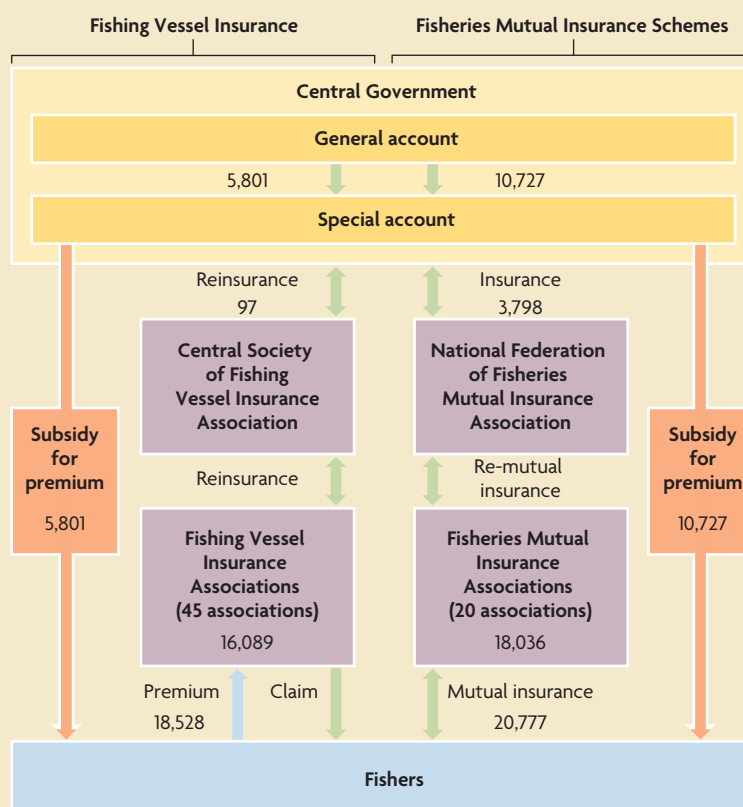 Fishing Vessel Insurance
Fisheries Mutual Insurance Schemes
Central Government
General account
5,801
10,727
Special account
Reinsurance
97
Insurance
3,798
Central Society
of Fishing
Vessel Insurance
Association
National Federation
of Fisheries
Mutual Insurance
Association
Subsidy
for
premium
5,801
Subsidy
for
premium
10,727
Reinsurance
Re-mutual
insurance
Fishing Vessel
Insurance
Associations
(45 associations)
16,089
Fisheries Mutual
Insurance
Associations
(20 associations)
18,036
Premium
18,528
Claim
Mutual insurance
20,777
Fishers